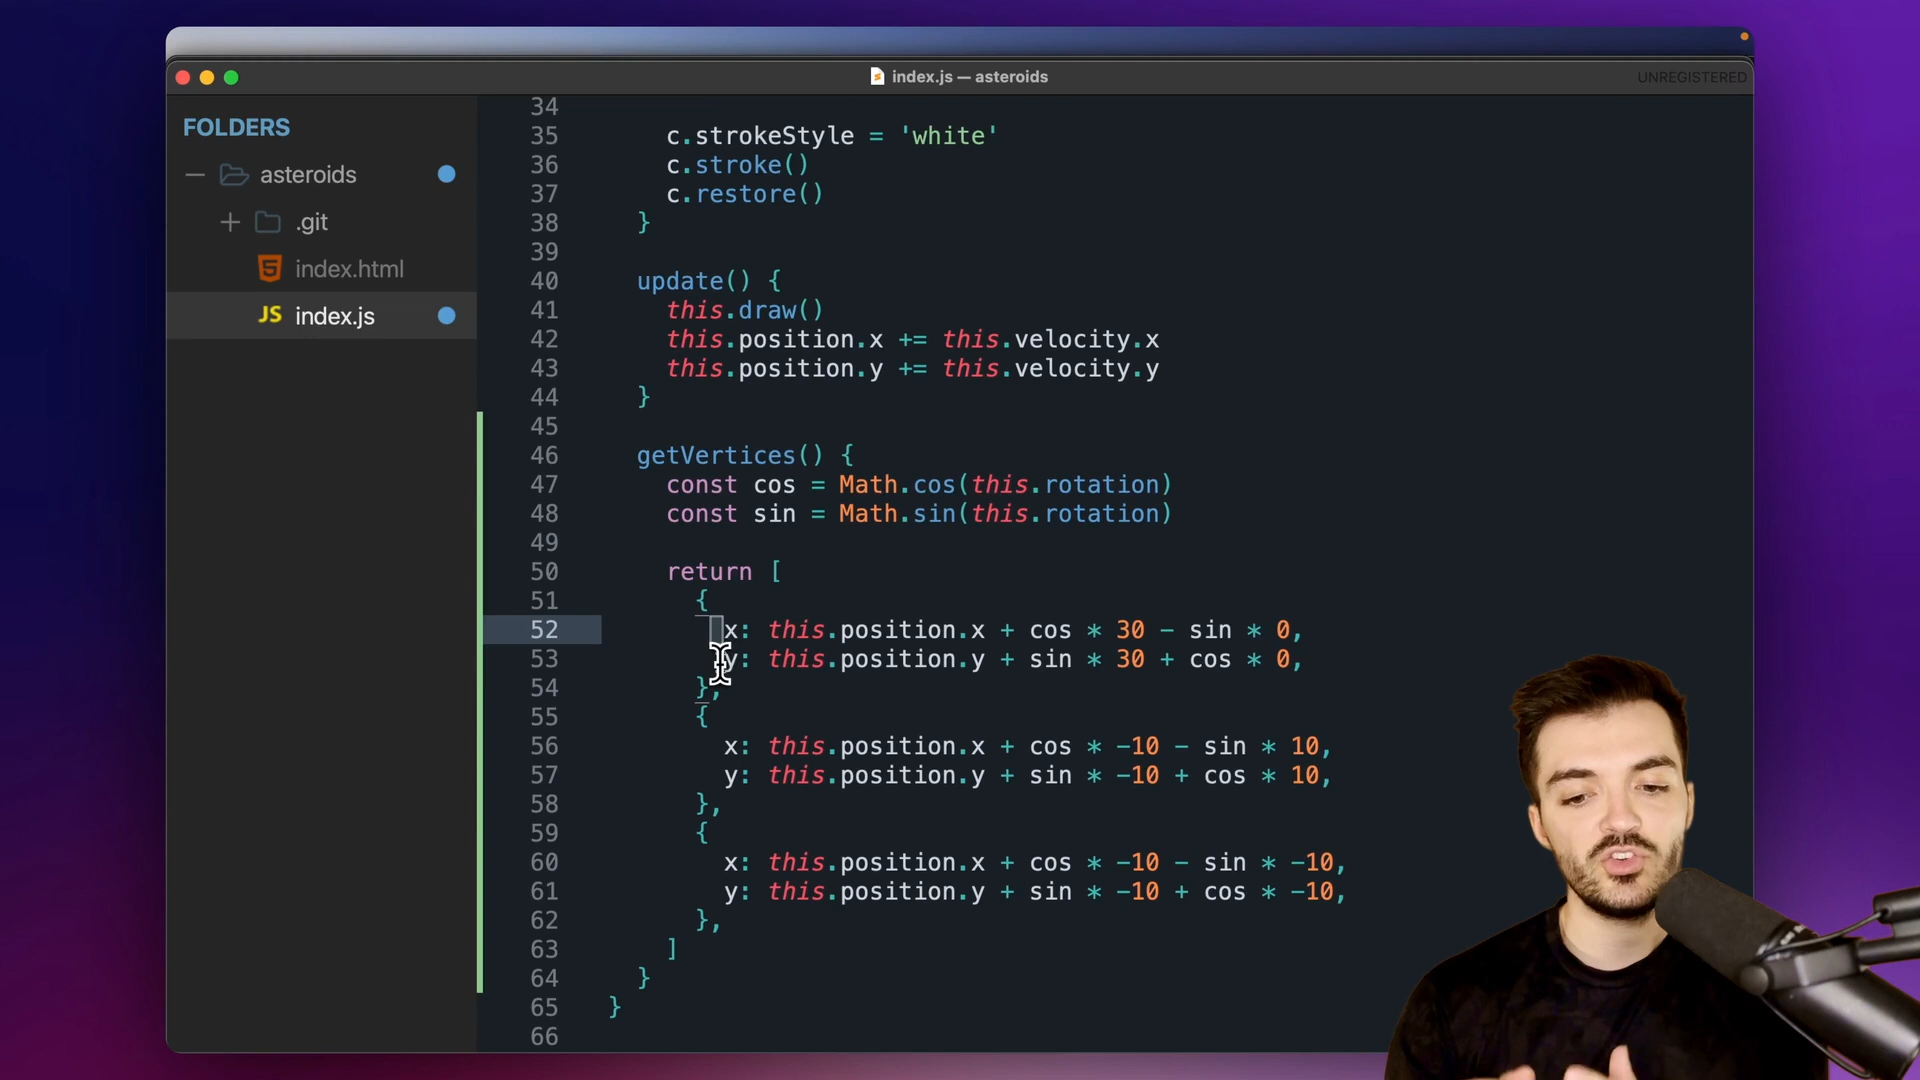 index.js — asteroids
UNREGISTERED
FOLDERS
asteroids
.git
index.html
JS index.js
34
35 c.strokeStyle = 'white'
36 c.stroke()
37 c.restore()
38 }
39
40 update() {
41 this.draw()
42 this.position.x += this.velocity.x
43 this.position.y += this.velocity.y
44 }
45
46 getVertices() {
47 const cos = Math.cos(this.rotation)
48 const sin = Math.sin(this.rotation)
49
50 return [
51 {
52 x: this.position.x + cos * 30 - sin * 0,
53 y: this.position.y + sin * 30 + cos * 0,
54 },
55 {
56 x: this.position.x + cos * -10 - sin * 10,
57 y: this.position.y + sin * -10 + cos * 10,
58 },
59 {
60 x: this.position.x + cos * -10 - sin * -10,
61 y: this.position.y + sin * -10 + cos * -10,
62 },
63 ]
64 }
65 }
66